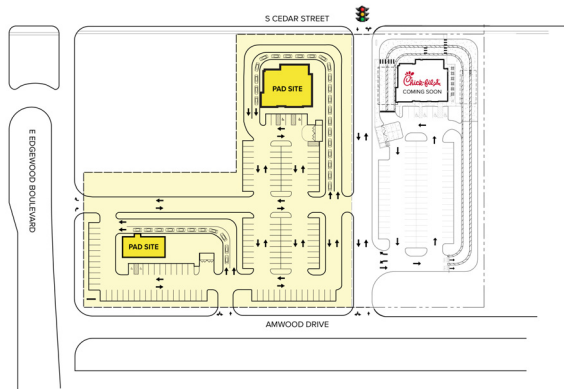 S CEDAR STREET
PAD SITE
Chick-fil-A
COMING SOON
E EDGEWOOD BOULEVARD
PAD SITE
AMWOOD DRIVE